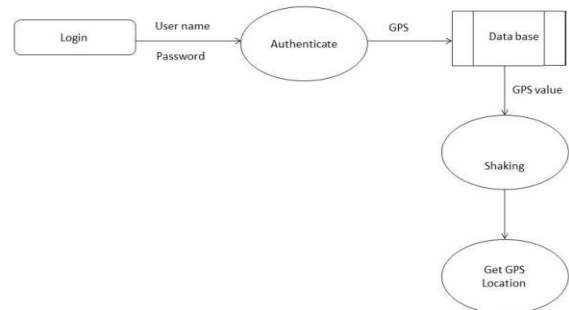 Login
User name
Password
Authenticate
GPS
Data base
GPS value
Shaking
Get GPS
Location